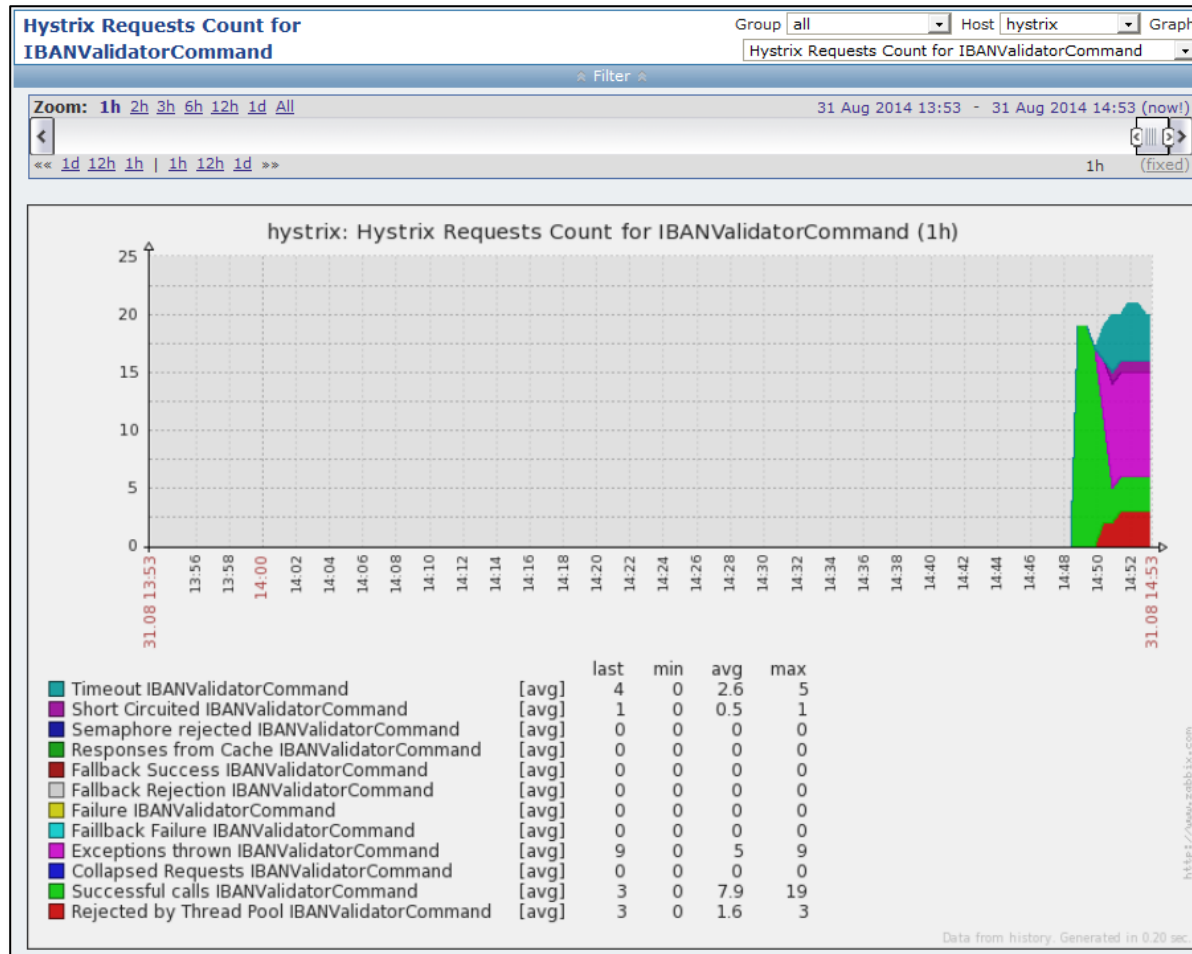 Hystrix Requests Count for
IBANValidatorCommand
Group all Host hystrix Graph
Hystrix Requests Count for IBANValidatorCommand
Filter
Zoom: 1h 2h 3h 6h 12h 1d All 31 Aug 2014 13:53 - 31 Aug 2014 14:53 (now!)
«« 1d 12h 1h | 1h 12h 1d »» 1h (fixed)
hystrix: Hystrix Requests Count for IBANValidatorCommand (1h)
25
20
15
10
5
0
31.08 13:53 13:56 13:58 14:00 14:02 14:04 14:06 14:08 14:10 14:12 14:14 14:16 14:18 14:20 14:22 14:24 14:26 14:28 14:30 14:32 14:34 14:36 14:38 14:40 14:42 14:44 14:46 14:48 14:50 14:52 31.08 14:53
last min avg max
Timeout IBANValidatorCommand [avg] 4 0 2.6 5
Short Circuited IBANValidatorCommand [avg] 1 0 0.5 1
Semaphore rejected IBANValidatorCommand [avg] 0 0 0 0
Responses from Cache IBANValidatorCommand [avg] 0 0 0 0
Fallback Success IBANValidatorCommand [avg] 0 0 0 0
Fallback Rejection IBANValidatorCommand [avg] 0 0 0 0
Failure IBANValidatorCommand [avg] 0 0 0 0
Faillback Failure IBANValidatorCommand [avg] 0 0 0 0
Exceptions thrown IBANValidatorCommand [avg] 9 0 5 9
Collapsed Requests IBANValidatorCommand [avg] 0 0 0 0
Successful calls IBANValidatorCommand [avg] 3 0 7.9 19
Rejected by Thread Pool IBANValidatorCommand [avg] 3 0 1.6 3
http://www.zabbix.com
Data from history. Generated in 0.20 sec.